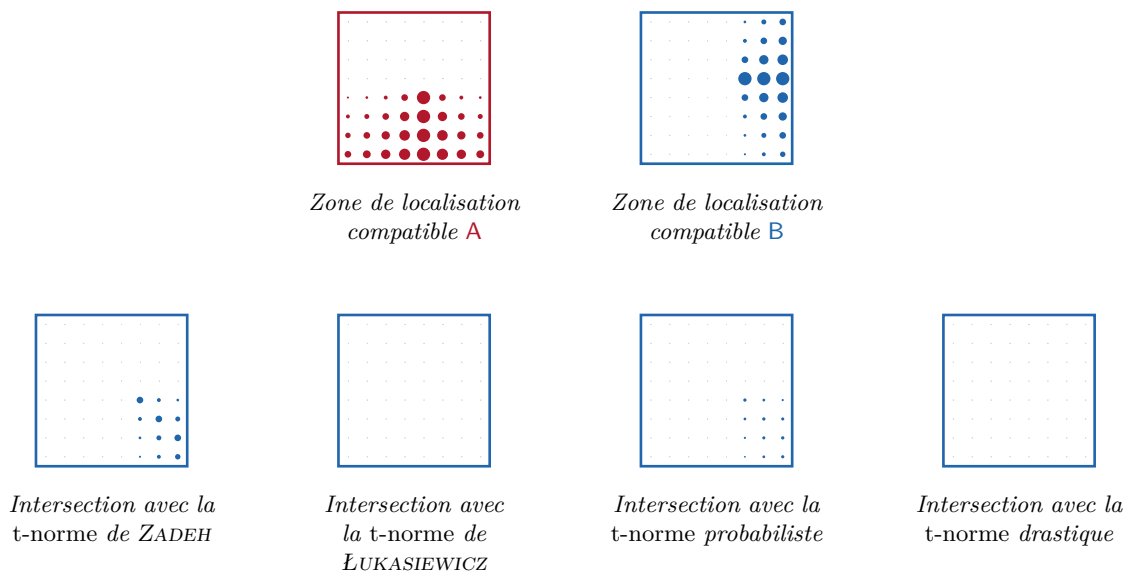 Zone de localisation
compatible A
Zone de localisation
compatible B
Intersection avec la
t-norme de ZADEH
Intersection avec
la t-norme de
ŁUKASIEWICZ
Intersection avec la
t-norme probabiliste
Intersection avec la
t-norme drastique